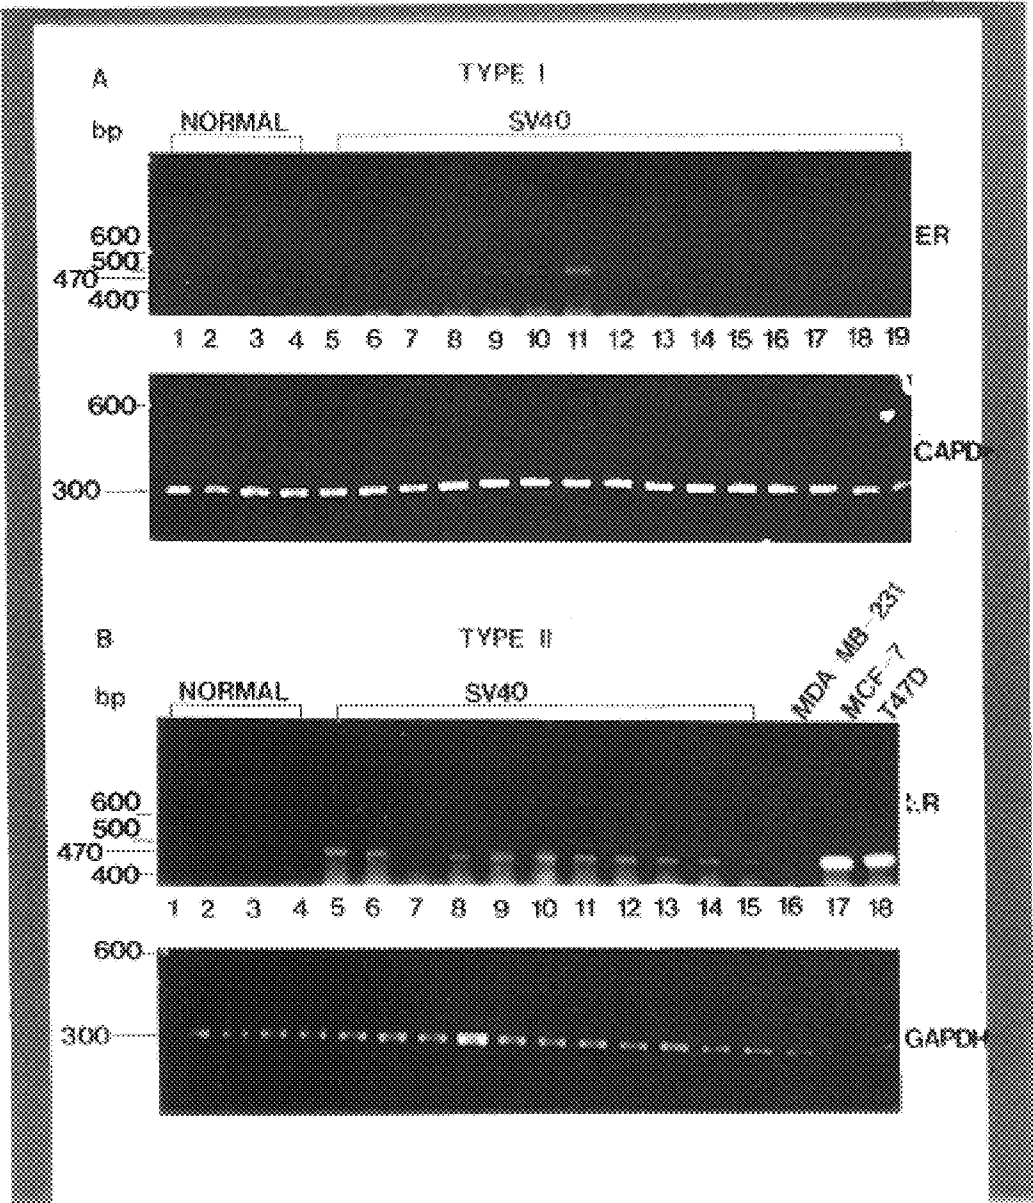 A TYPE I
bp NORMAL SV40
600 ER
500
470
400
1 2 3 4 5 6 7 8 9 10 11 12 13 14 15 16 17 18 19
600
CAPD
300
B TYPE II
MDA MB-231
MCF-7
T47D
bp NORMAL SV40
600
500
470
400
1 2 3 4 5 6 7 8 9 10 11 12 13 14 15 16 17 18
600
300 GAPDH